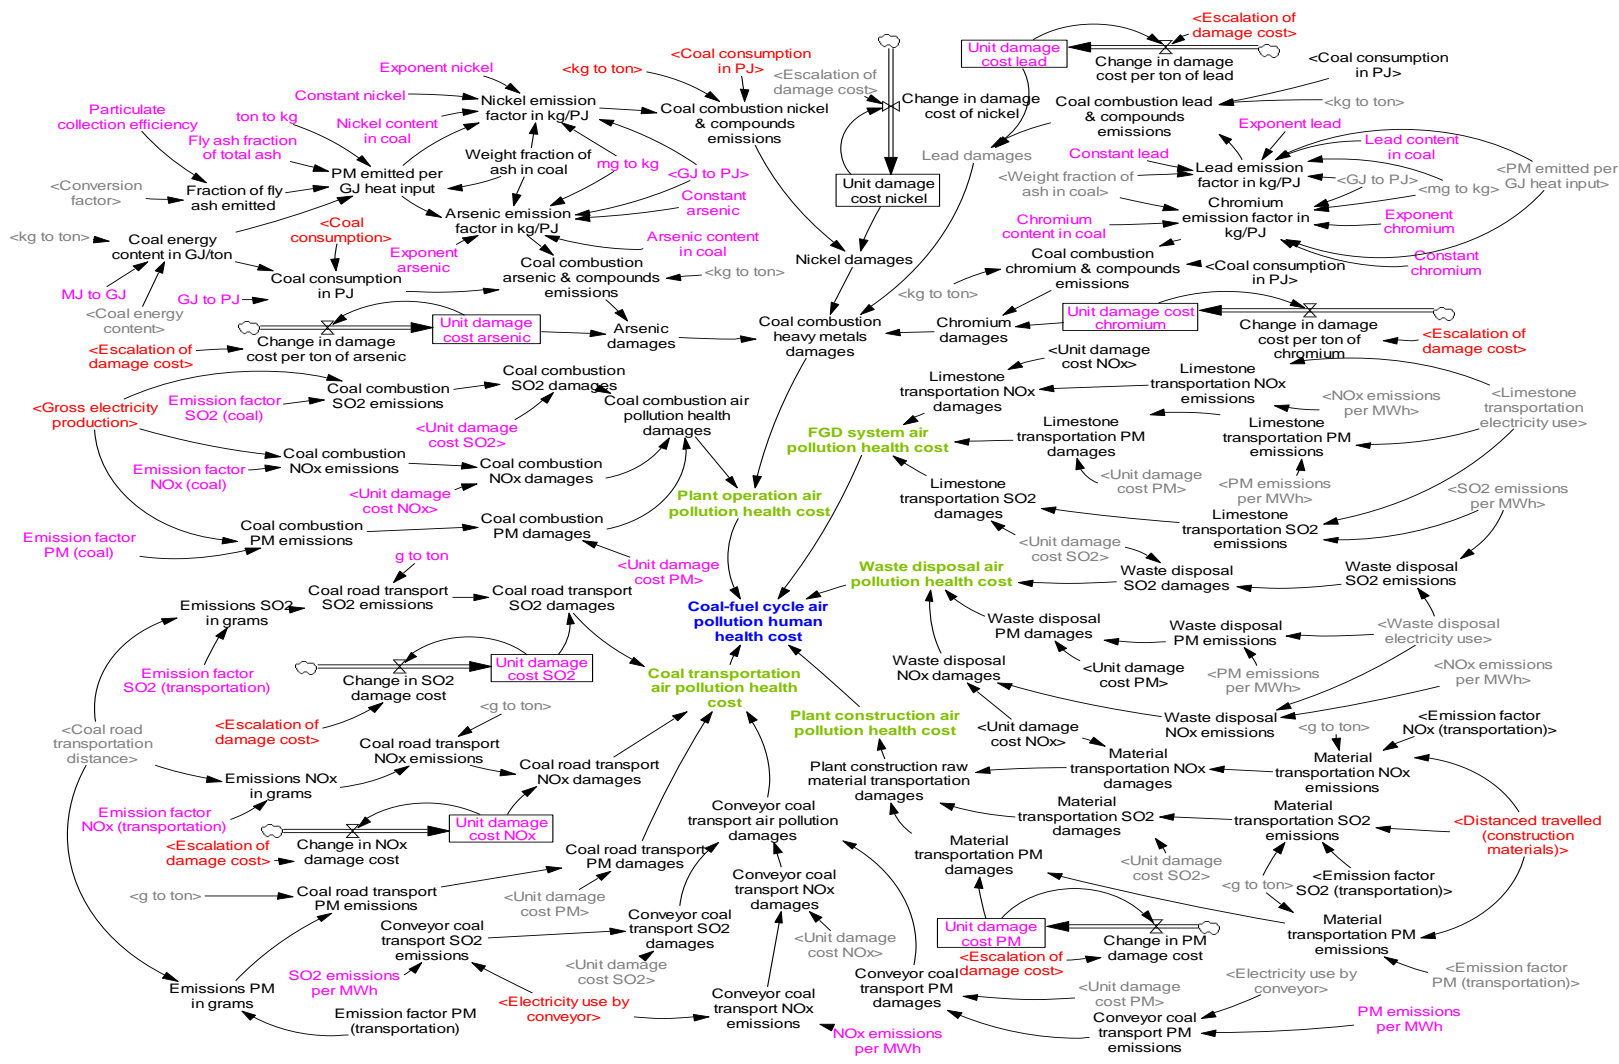 <Escalation of
damage cost>
Unit damage
cost lead
Change in damage
cost per ton of lead
<Coal consumption
in PJ>
<kg to ton>
Coal combustion lead
& compounds
emissions
Exponent nickel
<kg to ton>
<Coal consumption
in PJ>
<Escalation of
damage cost>
Change in damage
cost of nickel
Constant nickel
Nickel emission
factor in kg/PJ
Coal combustion nickel
& compounds
emissions
Particulate
collection efficiency
ton to kg
Nickel content
in coal
Fly ash fraction
of total ash
PM emitted per
GJ heat input
Weight fraction of
ash in coal
mg to kg
<GJ to PJ>
Lead damages
Exponent lead
Constant lead
Lead content
in coal
Lead emission
factor in kg/PJ
<PM emitted per
GJ heat input>
<Weight fraction of
ash in coal>
<GJ to PJ>
<mg to kg>
<Conversion
factor>
Fraction of fly
ash emitted
Unit damage
cost nickel
Constant
arsenic
Arsenic emission
factor in kg/PJ
Chromium
emission factor in
kg/PJ
Chromium
content in coal
Exponent
chromium
Constant
chromium
<kg to ton>
Coal energy
content in GJ/ton
<Coal
consumption>
Exponent
arsenic
Arsenic content
in coal
Coal combustion
arsenic & compounds
emissions
<kg to ton>
Nickel damages
Coal combustion
chromium & compounds
emissions
<Coal consumption
in PJ>
<kg to ton>
MJ to GJ
GJ to PJ
Coal consumption
in PJ
<Coal energy
content>
Unit damage
cost arsenic
Change in damage
cost per ton of arsenic
<Escalation of
damage cost>
Arsenic
damages
Coal combustion
heavy metals
damages
Chromium
damages
Unit damage cost
chromium
Change in damage
cost per ton of
chromium
<Escalation of
damage cost>
<Gross electricity
production>
Emission factor
SO2 (coal)
Coal combustion
SO2 emissions
Coal combustion
SO2 damages
<Unit damage
cost SO2>
Coal combustion air
pollution health
damages
Limestone
transportation NOx
damages
<Unit damage
cost NOx>
Limestone
transportation NOx
emissions
<NOx emissions
per MWh>
<Limestone
transportation
electricity use>
FGD system air
pollution health cost
Limestone
transportation PM
damages
Limestone
transportation PM
emissions
<Unit damage
cost PM>
<PM emissions
per MWh>
Emission factor
NOx (coal)
Coal combustion
NOx emissions
Coal combustion
NOx damages
<Unit damage
cost NOx>
Plant operation air
pollution health cost
Limestone
transportation SO2
damages
Limestone
transportation SO2
emissions
<SO2 emissions
per MWh>
<Unit damage
cost SO2>
Emission factor
PM (coal)
Coal combustion
PM emissions
Coal combustion
PM damages
<Unit damage
cost PM>
g to ton
Waste disposal air
pollution health cost
Waste disposal
SO2 damages
Waste disposal
SO2 emissions
Emissions SO2
in grams
Coal road transport
SO2 emissions
Coal road transport
SO2 damages
Coal-fuel cycle air
pollution human
health cost
Waste disposal
PM damages
Waste disposal
PM emissions
<Waste disposal
electricity use>
<Unit damage
cost PM>
<PM emissions
per MWh>
<NOx emissions
per MWh>
Emission factor
SO2 (transportation)
Change in SO2
damage cost
Unit damage
cost SO2
<Escalation of
damage cost>
Coal transportation
air pollution health
cost
Waste disposal
NOx damages
Waste disposal
NOx emissions
<Unit damage
cost NOx>
Plant construction air
pollution health cost
<Coal road
transportation
distance>
<g to ton>
Coal road transport
NOx emissions
Coal road transport
NOx damages
Emissions NOx
in grams
Emission factor
NOx (transportation)
Plant construction raw
material transportation
damages
Material
transportation NOx
damages
Material
transportation NOx
emissions
<g to ton>
<Emission factor
NOx (transportation)>
Unit damage
cost NOx
Change in NOx
damage cost
<Escalation of
damage cost>
Conveyor coal
transport air pollution
damages
Material
transportation SO2
damages
Material
transportation SO2
emissions
<Distanced travelled
(construction
materials)>
<Unit damage
cost SO2>
<Emission factor
SO2 (transportation)>
<g to ton>
Coal road transport
PM damages
<Unit damage
cost PM>
<g to ton>
Coal road transport
PM emissions
Conveyor coal
transport NOx
damages
Material
transportation PM
damages
Material
transportation PM
emissions
<Emission factor
PM (transportation)>
Conveyor coal
transport SO2
emissions
Conveyor coal
transport SO2
damages
<Unit damage
cost SO2>
<Unit damage
cost NOx>
Unit damage
cost PM
Change in PM
damage cost
<Escalation of
damage cost>
Emissions PM
in grams
SO2 emissions
per MWh
Emission factor PM
(transportation)
<Electricity use by
conveyor>
Conveyor coal
transport NOx
emissions
NOx emissions
per MWh
Conveyor coal
transport PM
damages
<Unit damage
cost PM>
<Electricity use by
conveyor>
Conveyor coal
transport PM
emissions
PM emissions
per MWh